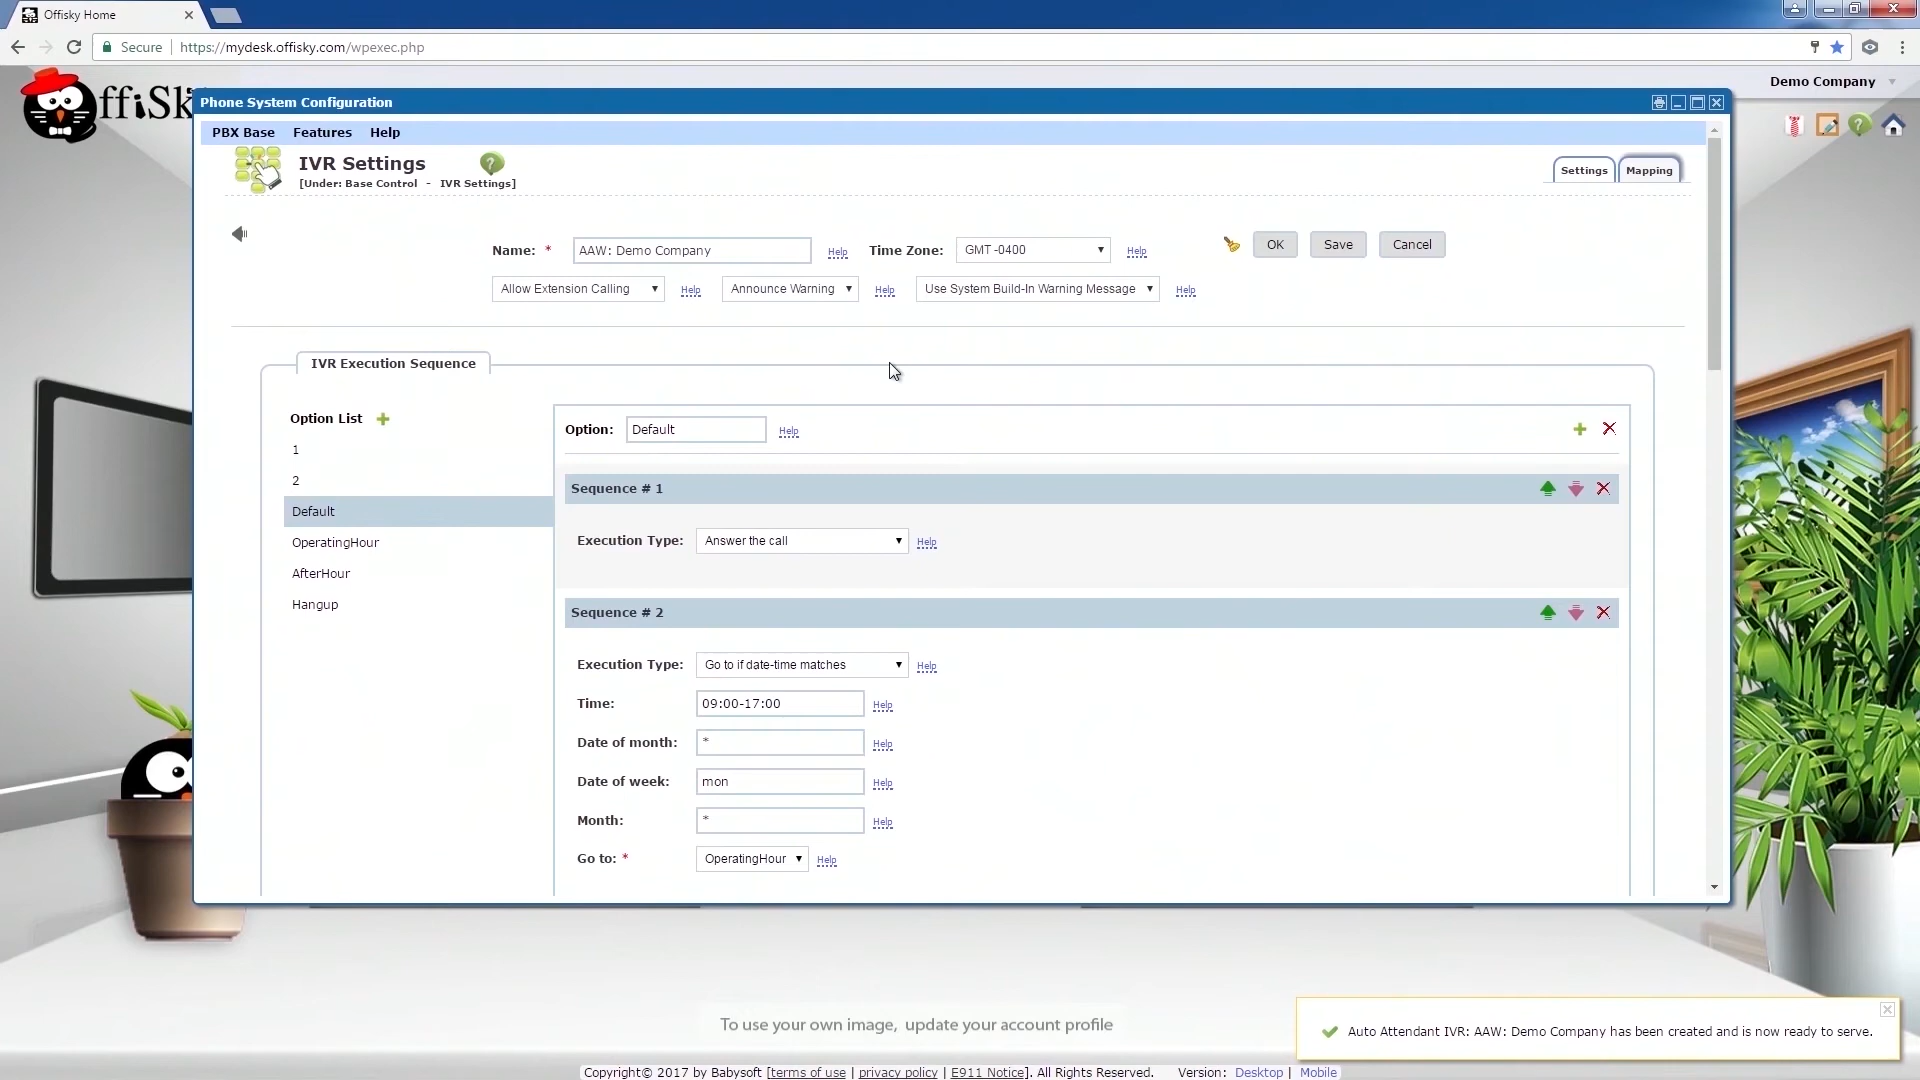 Offisky Home
Secure https://mydesk.offisky.com/wpexec.php
Demo Company
ffiSk
Phone System Configuration
PBX Base Features Help
IVR Settings
[Under: Base Control - IVR Settings]
Settings Mapping
Name: * AAW: Demo Company Help Time Zone: GMT -0400 Help OK Save Cancel
Allow Extension Calling Help Announce Warning Help Use System Build-In Warning Message Help
IVR Execution Sequence
Option List
1
2
Default
OperatingHour
AfterHour
Hangup
Option: Default Help
Sequence # 1
Execution Type: Answer the call Help
Sequence # 2
Execution Type: Go to if date-time matches Help
Time: 09:00-17:00 Help
Date of month: * Help
Date of week: mon Help
Month: * Help
Go to: * OperatingHour Help
To use your own image, update your account profile
Auto Attendant IVR: AAW: Demo Company has been created and is now ready to serve.
Copyright© 2017 by Babysoft [terms of use | privacy policy | E911 Notice]. All Rights Reserved. Version: Desktop | Mobile